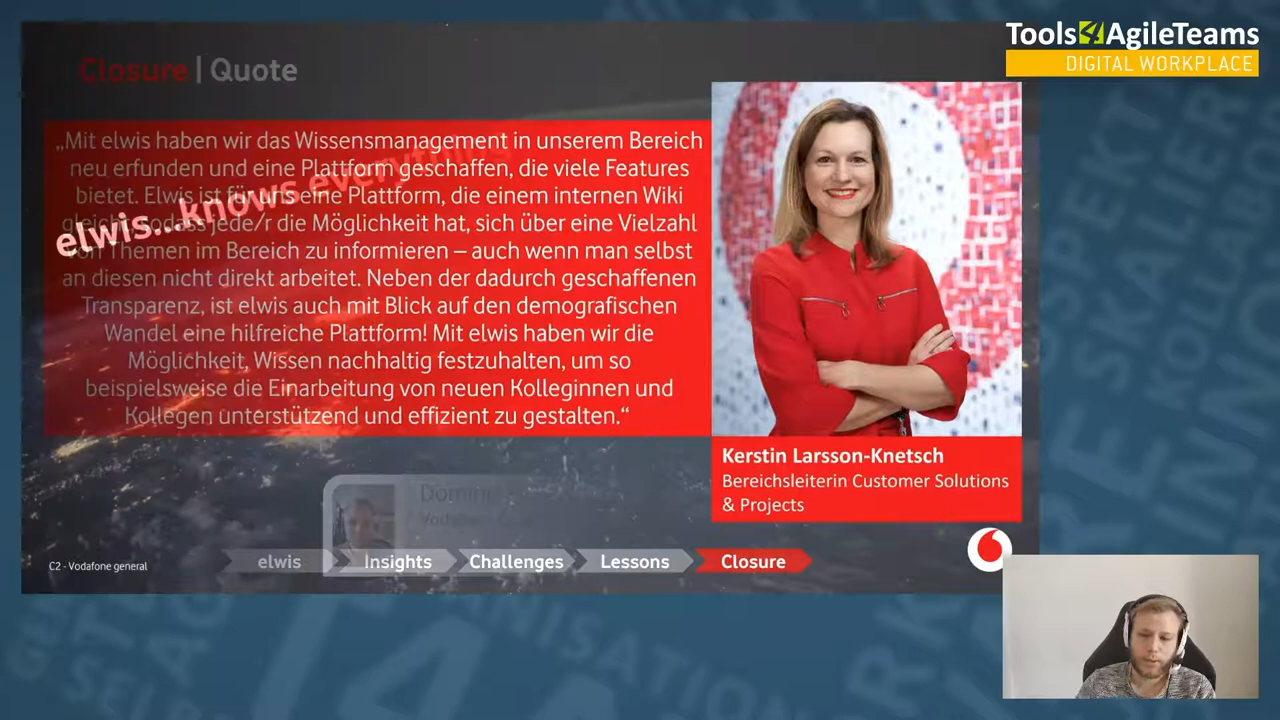 Tools4AgileTeams
DIGITAL WORKPLACE
Closure | Quote
„Mit elwis haben wir das Wissensmanagement in unserem Bereich
neu erfunden und eine Plattform geschaffen, die viele Features
bietet. Elwis ist für uns eine Plattform, die einem internen Wiki
jede/r die Möglichkeit hat, sich über eine Vielzahl
von Themen im Bereich zu informieren – auch wenn man selbst
an diesen nicht direkt arbeitet. Neben der dadurch geschaffenen
Transparenz, ist elwis auch mit Blick auf den demografischen
Wandel eine hilfreiche Plattform! Mit elwis haben wir die
Möglichkeit, Wissen nachhaltig festzuhalten, um so
beispielsweise die Einarbeitung von neuen Kolleginnen und
Kollegen unterstützend und effizient zu gestalten.“
elwis...knows everything
Kerstin Larsson-Knetsch
Bereichsleiterin Customer Solutions
& Projects
C2 - Vodafone general
elwis
Insights
Challenges
Lessons
Closure